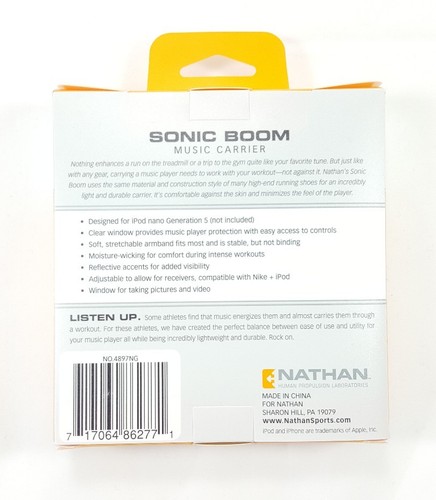 SONIC BOOM
MUSIC CARRIER
Nothing enhances a run on the treadmill or a trip to the gym quite like your favorite tune. But just like
with any gear, carrying a music player needs to work with your workout—not against it. Nathan's Sonic
Boom uses the same material and construction style of many high-end running shoes for an incredibly
light and durable carrier. It's comfortable against the skin and minimizes the feel of the music player.
• Designed for iPod nano Generation 5 (not included)
• Clear window provides music player protection with easy access to controls
• Soft, stretchable armband fits most and is stable, but not binding
• Moisture-wicking for comfort during intense workouts
• Reflective accents for added visibility
• Adjustable to allow for receivers, compatible with Nike + iPod
• Window for taking pictures and video
LISTEN UP. Some athletes find that music energizes them and almost carries them through
a workout. For these athletes, we have created the perfect balance between ease of use and utility for
your music player all while being incredibly lightweight and durable. Rock on.
NO.4897NG
7 17064 86277 1
NATHAN.
HUMAN PROPULSION LABORATORIES
MADE IN CHINA
FOR NATHAN
SHARON HILL, PA 19079
www.NathanSports.com
iPod and iPhone are trademarks of Apple, Inc.